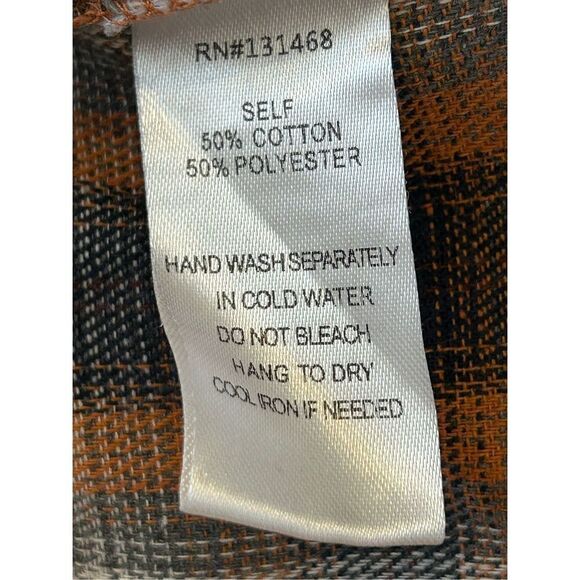 RN#131468
SELF
50% COTTON
50% POLYESTER
HAND WASH SEPARATELY
IN COLD WATER
DO NOT BLEACH
HANG TO DRY
COOL IRON IF NEEDED